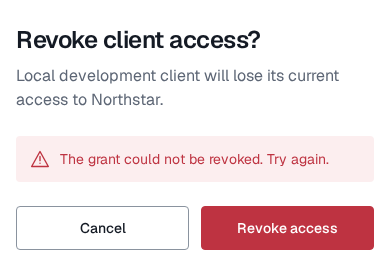 Revoke client access?
Local development client will lose its current
access to Northstar.
The grant could not be revoked. Try again.
Cancel
Revoke access